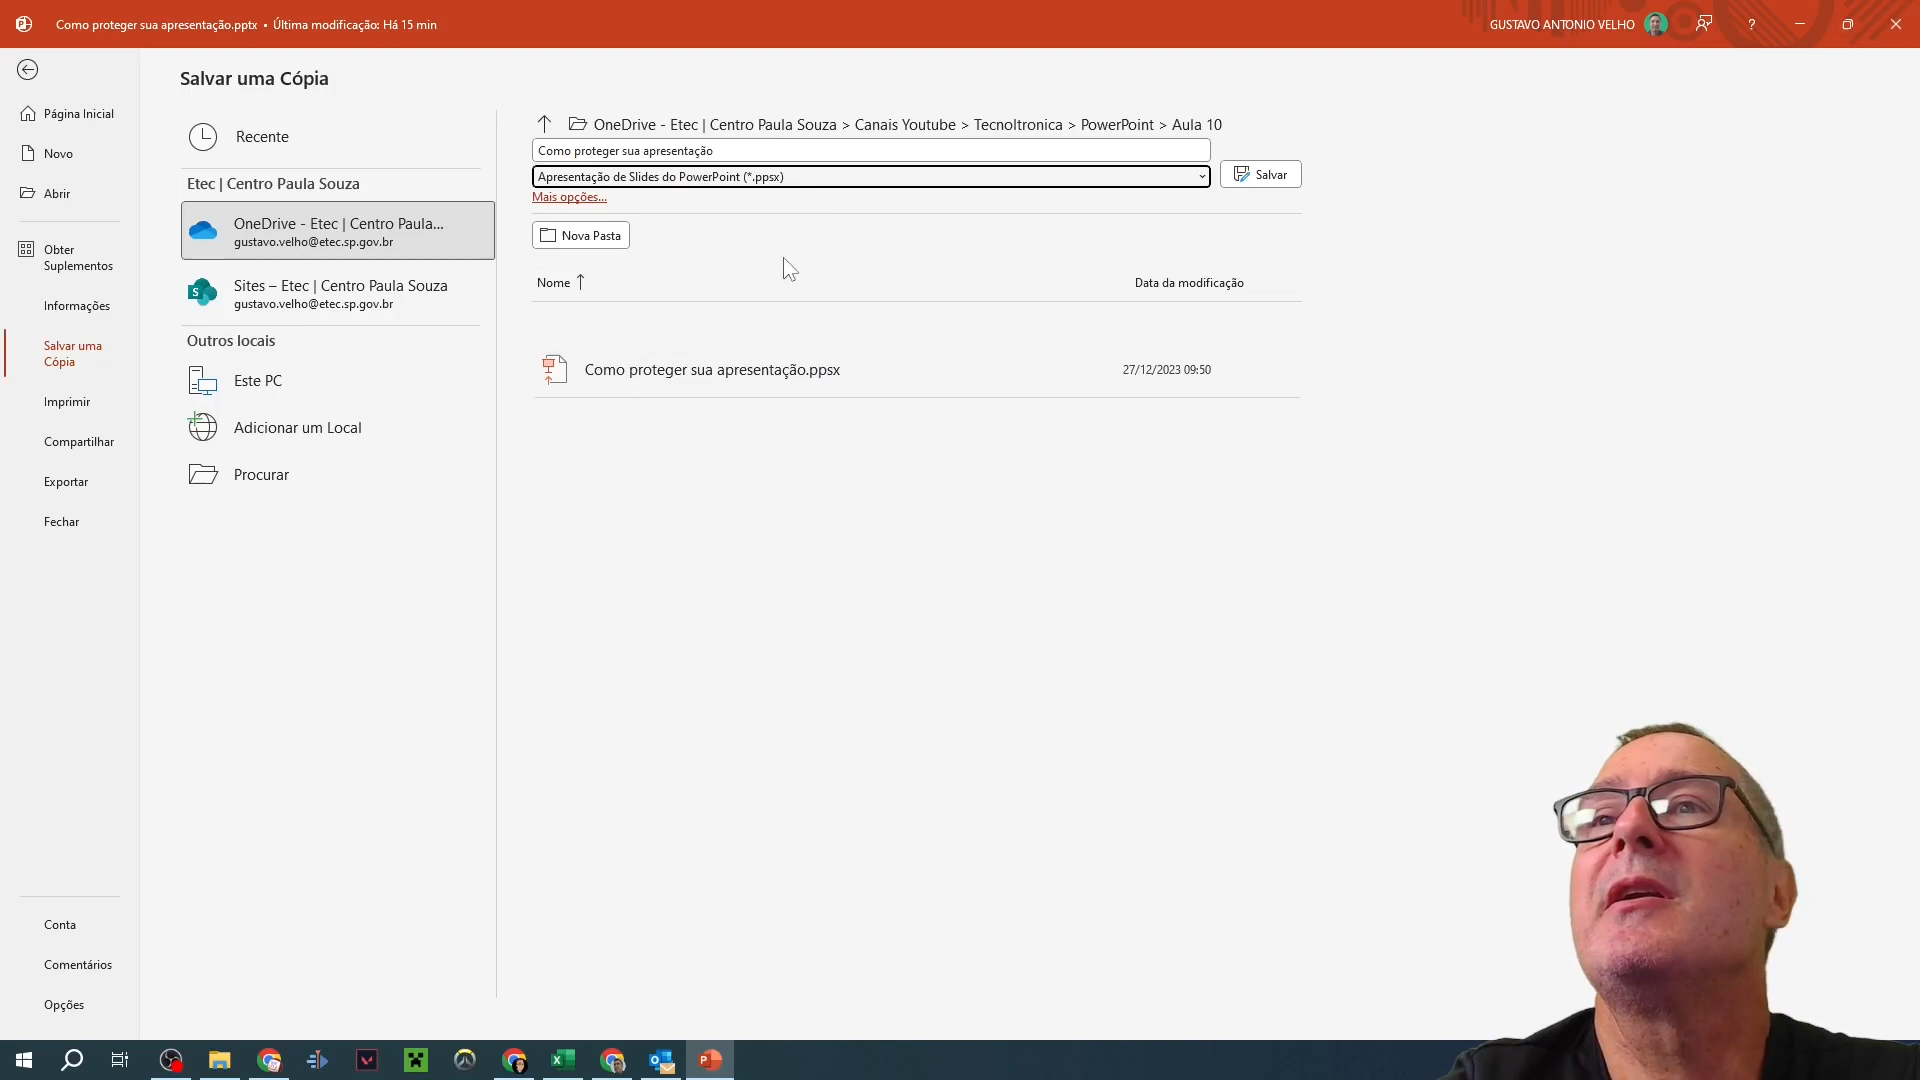 Como proteger sua apresentação.pptx • Última modificação: Há 15 min
GUSTAVO ANTONIO VELHO
?
Salvar uma Cópia
Página Inicial
Novo
Abrir
Obter
Suplementos
Informações
Salvar uma
Cópia
Imprimir
Compartilhar
Exportar
Fechar
Conta
Comentários
Opções
Recente
Etec | Centro Paula Souza
OneDrive - Etec | Centro Paula...
gustavo.velho@etec.sp.gov.br
Sites – Etec | Centro Paula Souza
gustavo.velho@etec.sp.gov.br
Outros locais
Este PC
Adicionar um Local
Procurar
OneDrive - Etec | Centro Paula Souza > Canais Youtube > Tecnoltronica > PowerPoint > Aula 10
Como proteger sua apresentação
Apresentação de Slides do PowerPoint (*.ppsx)
Salvar
Mais opções...
Nova Pasta
Nome ↑
Data da modificação
Como proteger sua apresentação.ppsx
27/12/2023 09:50